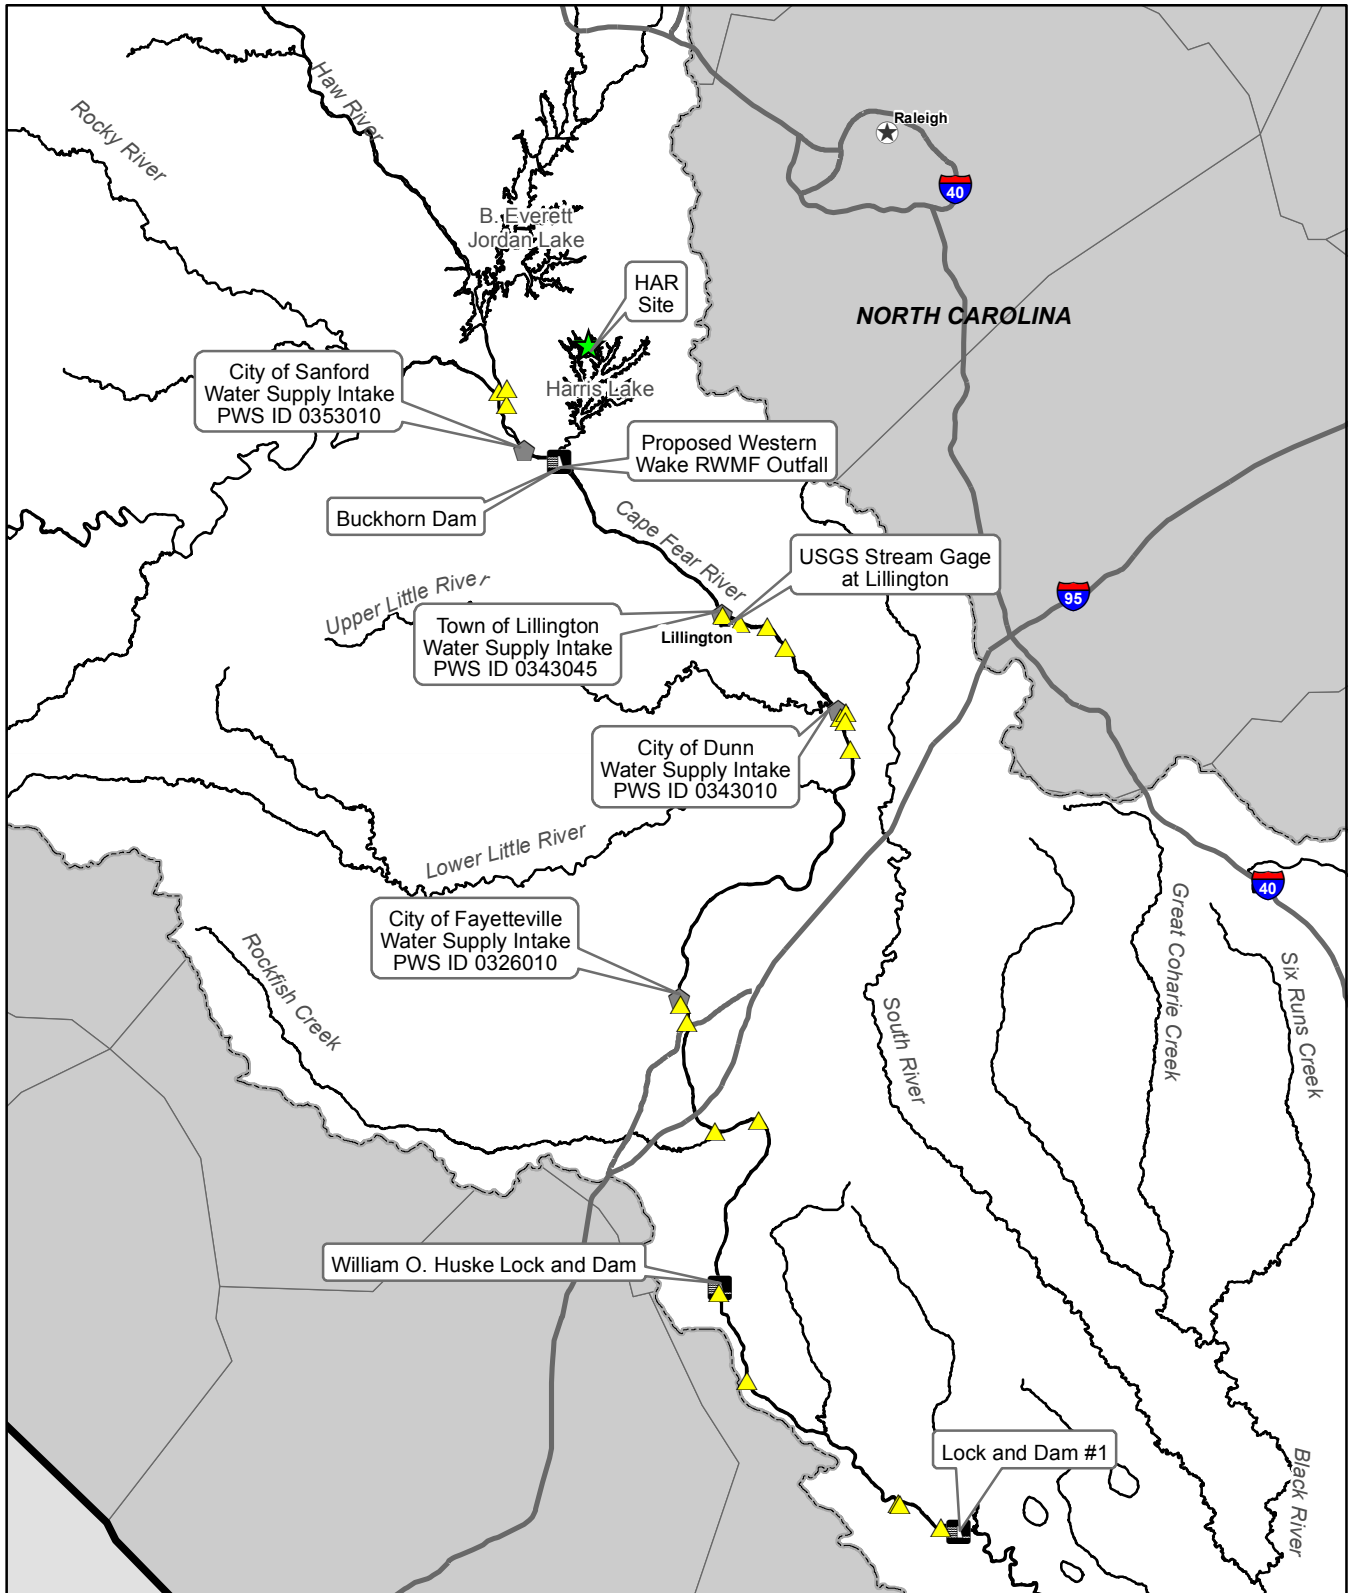 Haw River
Rocky River
Raleigh
40
B. Everett
Jordan Lake
HAR
Site
NORTH CAROLINA
City of Sanford
Water Supply Intake
PWS ID 0353010
Harris Lake
Proposed Western
Wake RWMF Outfall
Buckhorn Dam
Cape Fear River
USGS Stream Gage
at Lillington
95
Upper Little River
Town of Lillington
Water Supply Intake
PWS ID 0343045
Lillington
City of Dunn
Water Supply Intake
PWS ID 0343010
Lower Little River
40
City of Fayetteville
Water Supply Intake
PWS ID 0326010
Great Coharie Creek
Six Runs Creek
Rockfish Creek
South River
William O. Huske Lock and Dam
Lock and Dam #1
Black River